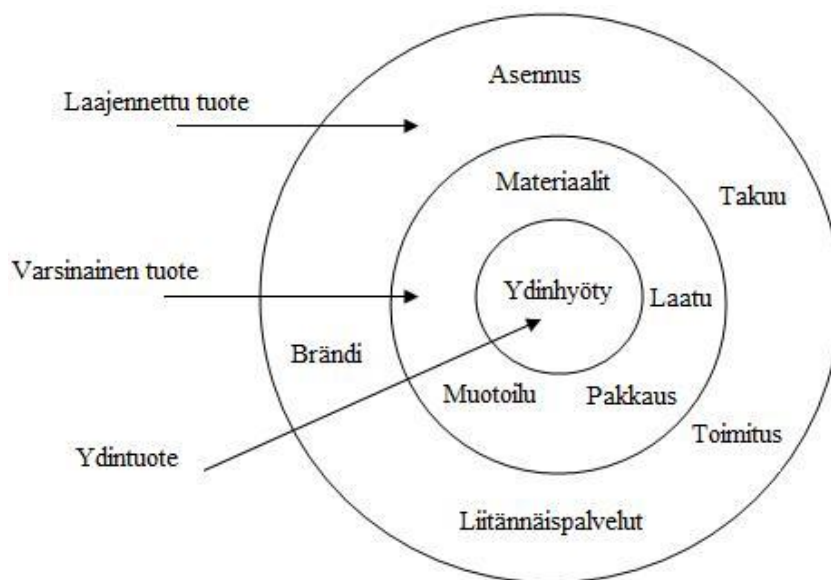 Asennus
Laajennettu tuote
Materiaalit
Takuu
Varsinainen tuote
Ydinhyöty
Laatu
Brändi
Muotoilu
Pakkaus
Toimitus
Ydintuote
Liitännäispalvelut